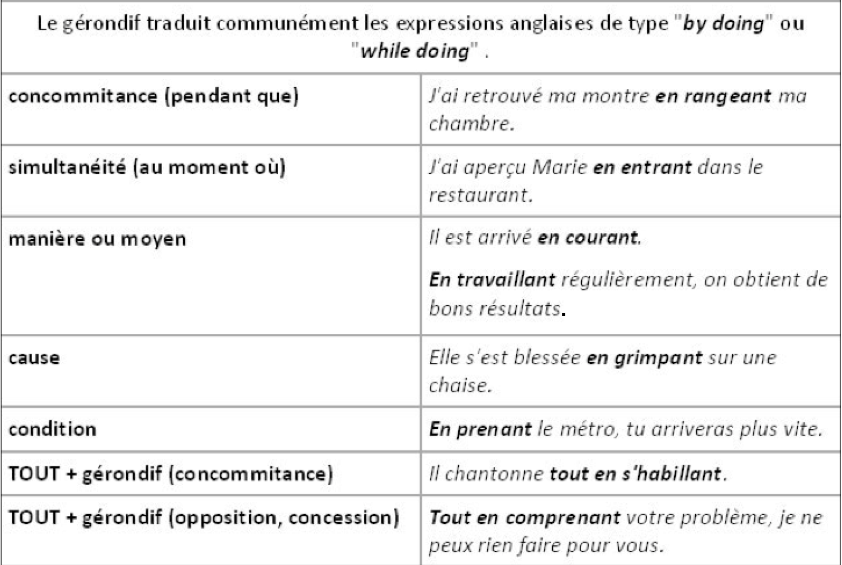 Le gérondif traduit communément les expressions anglaises de type "by doing" ou
"while doing" .
concommitance (pendant que)
J'ai retrouvé ma montre en rangeant ma
chambre.
simultanéité (au moment où)
J'ai aperçu Marie en entrant dans le
restaurant.
manière ou moyen
Il est arrivé en courant.
En travaillant régulièrement, on obtient de
bons résultats.
cause
Elle s'est blessée en grimpant sur une
chaise.
condition
En prenant le métro, tu arriveras plus vite.
TOUT + gérondif (concommitance)
Il chantonne tout en s'habillant.
TOUT + gérondif (opposition, concession)
Tout en comprenant votre problème, je ne
peux rien faire pour vous.